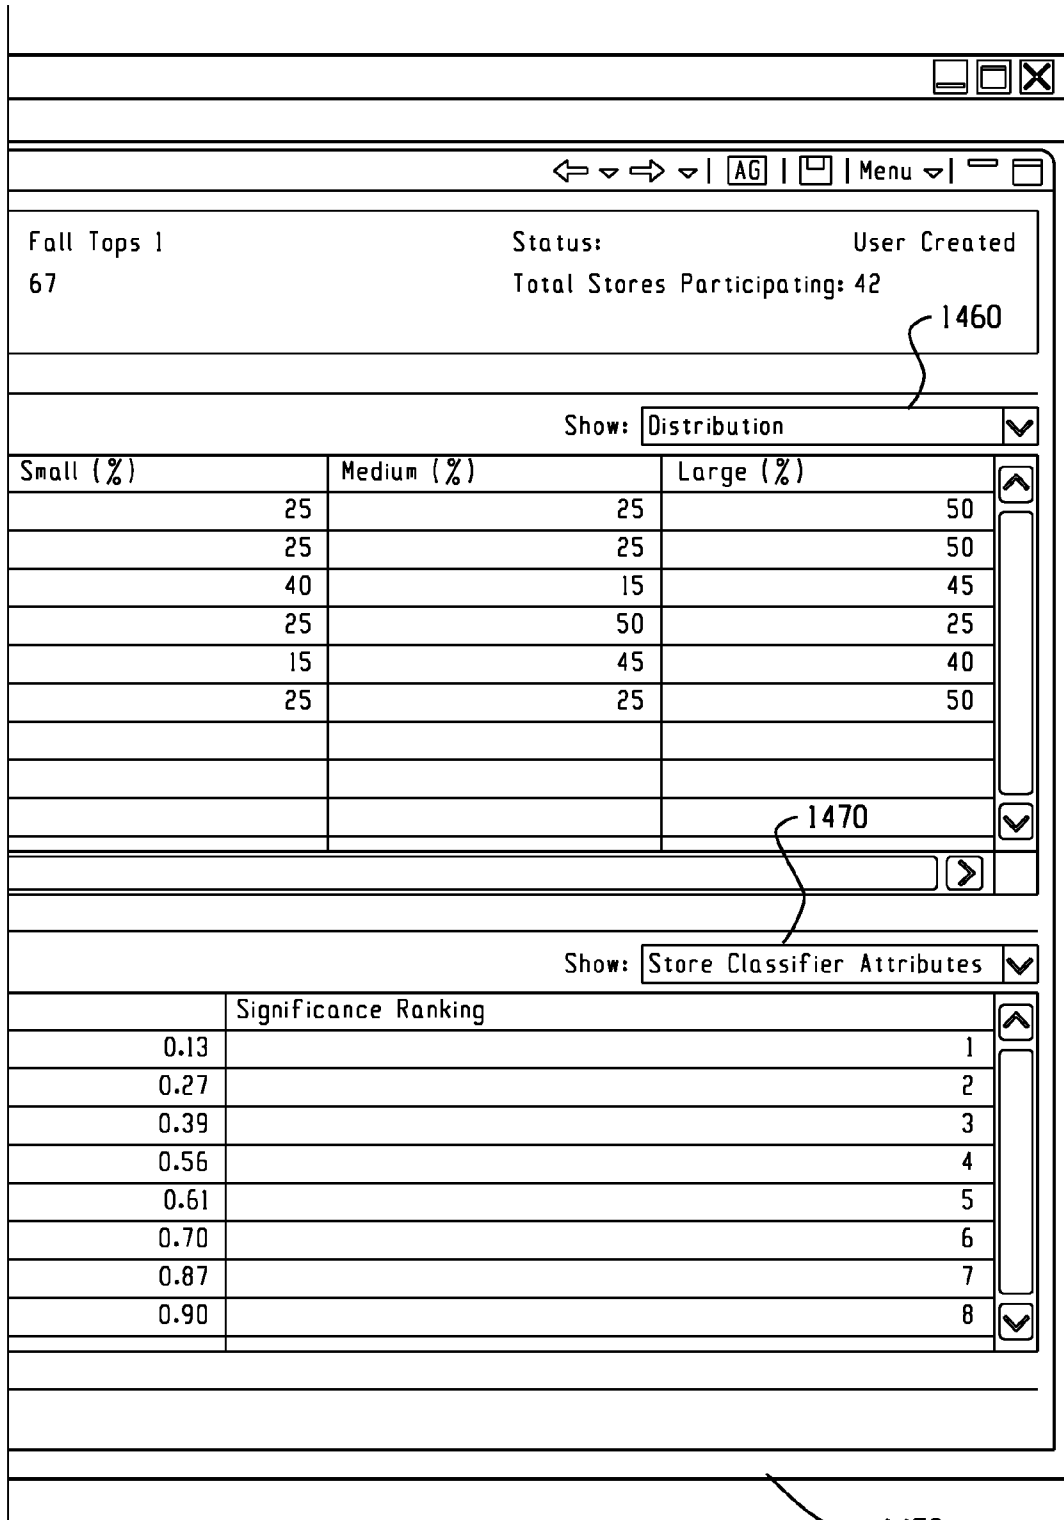 AG Menu
Fall Tops 1 Status: User Created
67 Total Stores Participating: 42
1460
Show: Distribution
Small (%) Medium (%) Large (%)
25 25 50
25 25 50
40 15 45
25 50 25
15 45 40
25 25 50
1470
Show: Store Classifier Attributes
Significance Ranking
0.13 1
0.27 2
0.39 3
0.56 4
0.61 5
0.70 6
0.87 7
0.90 8